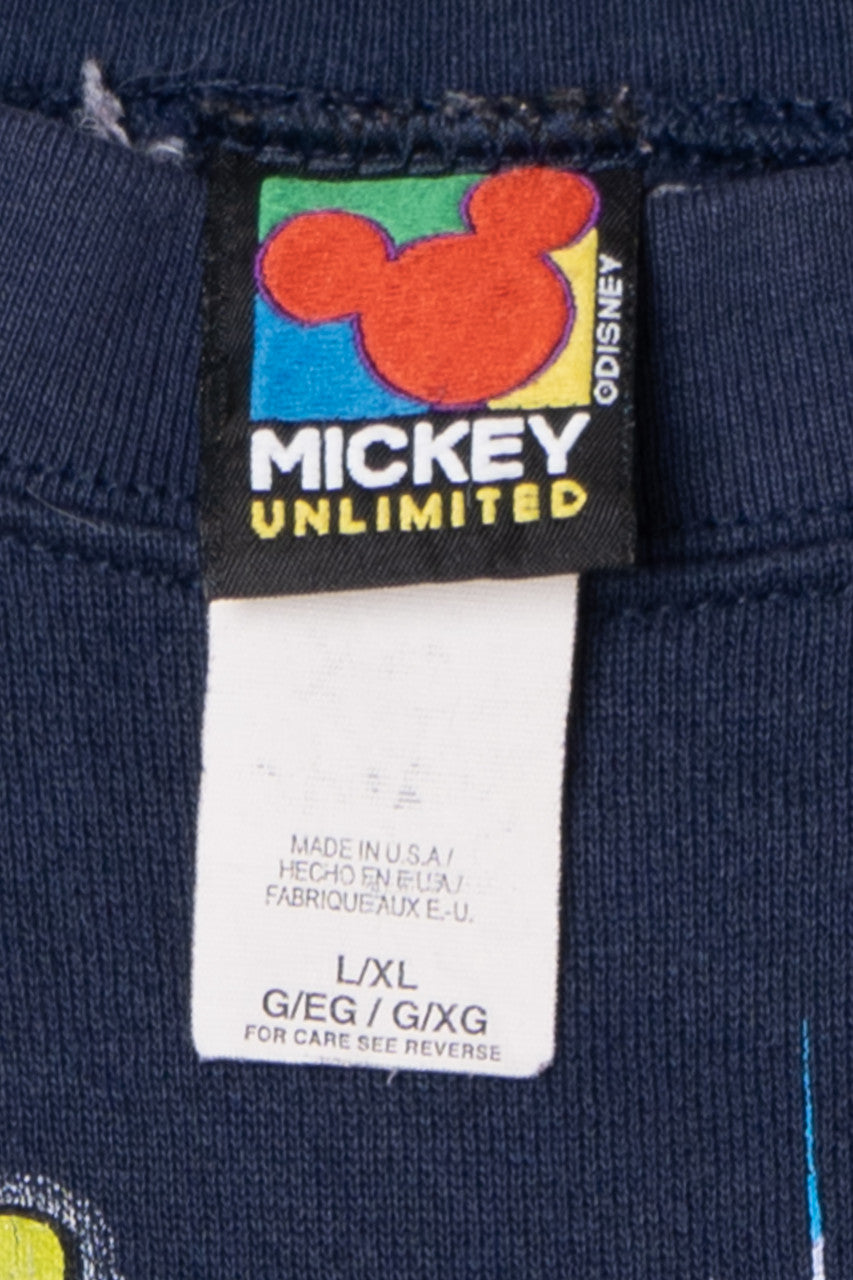 ©DISNEY
MICKEY
UNLIMITED
MADE IN U.S.A/
HECHO EN E.U.A/
FABRIQUE AUX E.-U.
L/XL
G/EG / G/XG
FOR CARE SEE REVERSE